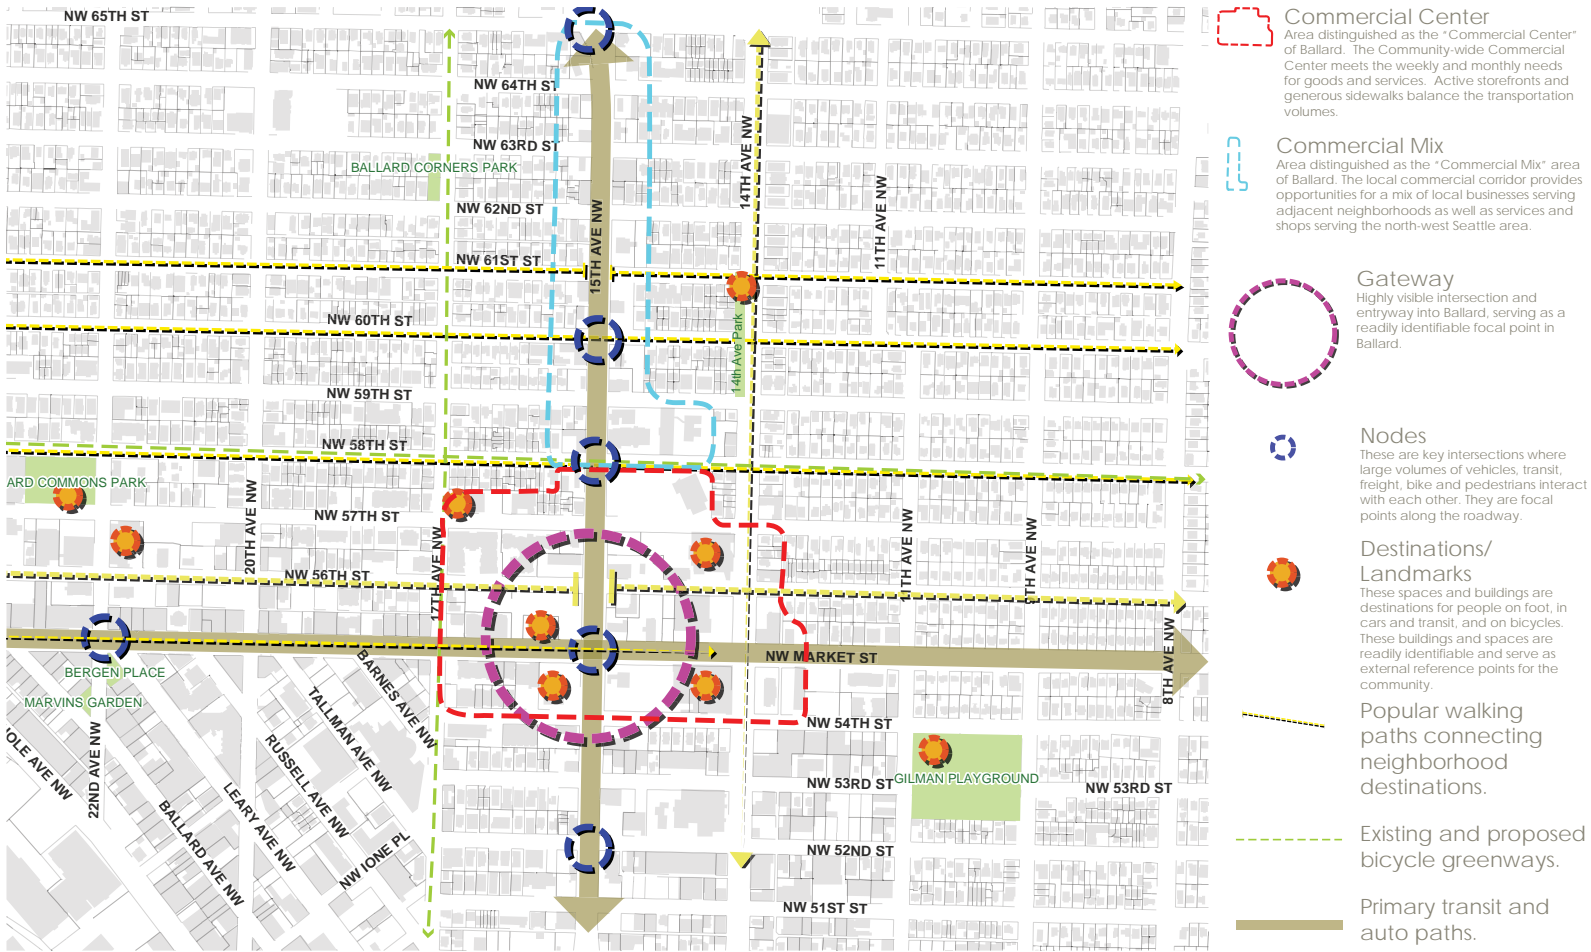 NW 65TH ST
NW 64TH ST
NW 63RD ST
BALLARD CORNERS PARK
NW 62ND ST
NW 61ST ST
NW 60TH ST
NW 59TH ST
NW 58TH ST
ARD COMMONS PARK
NW 57TH ST
NW 56TH ST
20TH AVE NW
17TH AVE NW
15TH AVE NW
14TH AVE NW
14th Ave Park
11TH AVE NW
11TH AVE NW
9TH AVE NW
8TH AVE NW
NW MARKET ST
BERGEN PLACE
MARVINS GARDEN
22ND AVE NW
BARNES AVE NW
TALLMAN AVE NW
RUSSELL AVE NW
LEARY AVE NW
BALLARD AVE NW
NW IONE PL
NW 54TH ST
NW 53RD ST
GILMAN PLAYGROUND
NW 53RD ST
NW 52ND ST
NW 51ST ST
Commercial Center
Area distinguished as the "Commercial Center"
of Ballard. The Community-wide Commercial
Center meets the weekly and monthly needs
for goods and services. Active storefronts and
generous sidewalks balance the transportation
volumes.
Commercial Mix
Area distinguished as the "Commercial Mix" area
of Ballard. The local commercial corridor provides
opportunities for a mix of local businesses serving
adjacent neighborhoods as well as services and
shops serving the north-west Seattle area.
Gateway
Highly visible intersection and
entryway into Ballard, serving as a
readily identifiable focal point in
Ballard.
Nodes
These are key intersections where
large volumes of vehicles, transit,
freight, bike and pedestrians interact
with each other. They are focal
points along the roadway.
Destinations/
Landmarks
These spaces and buildings are
destinations for people on foot, in
cars and transit, and on bicycles.
These buildings and spaces are
readily identifiable and serve as
external reference points for the
community.
Popular walking
paths connecting
neighborhood
destinations.
Existing and proposed
bicycle greenways.
Primary transit and
auto paths.